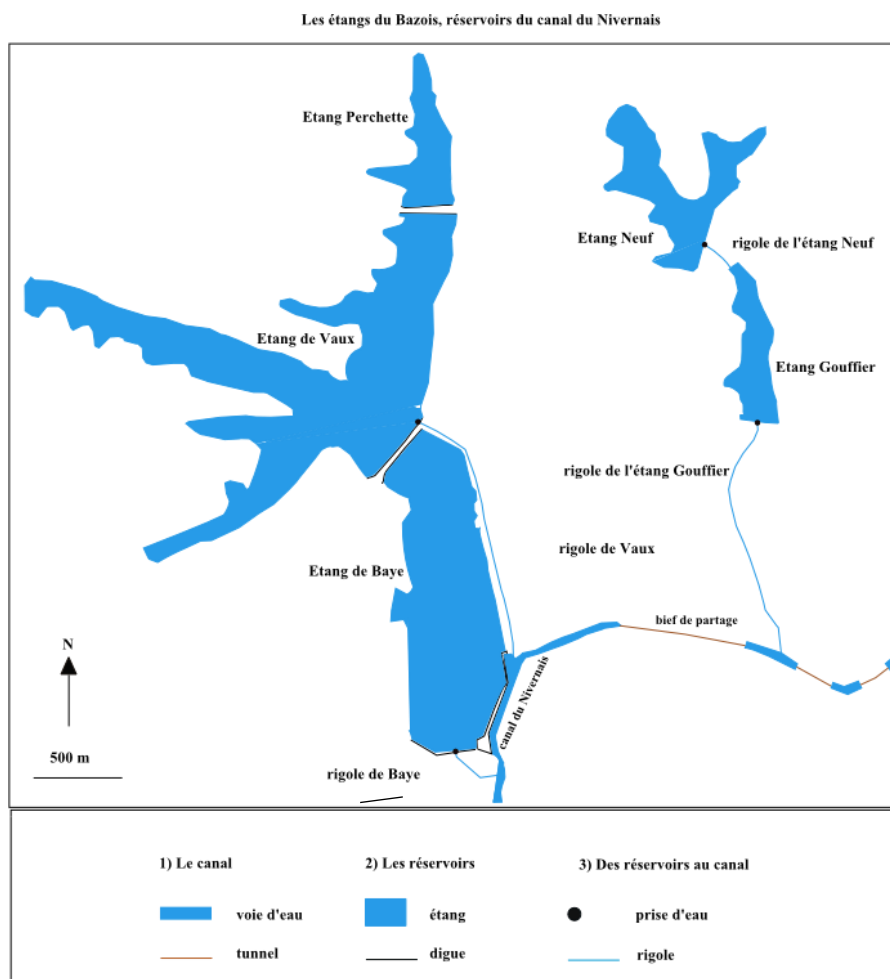 Les étangs du Bazois, réservoirs du canal du Nivernais
Etang Perchette
Etang Neuf
rigole de l'étang Neuf
Etang de Vaux
Etang Gouffier
rigole de l'étang Gouffier
rigole de Vaux
Etang de Baye
bief de partage
N
canal du Nivernais
500 m
rigole de Baye
1) Le canal
2) Les réservoirs
3) Des réservoirs au canal
voie d'eau
étang
prise d'eau
tunnel
digue
rigole